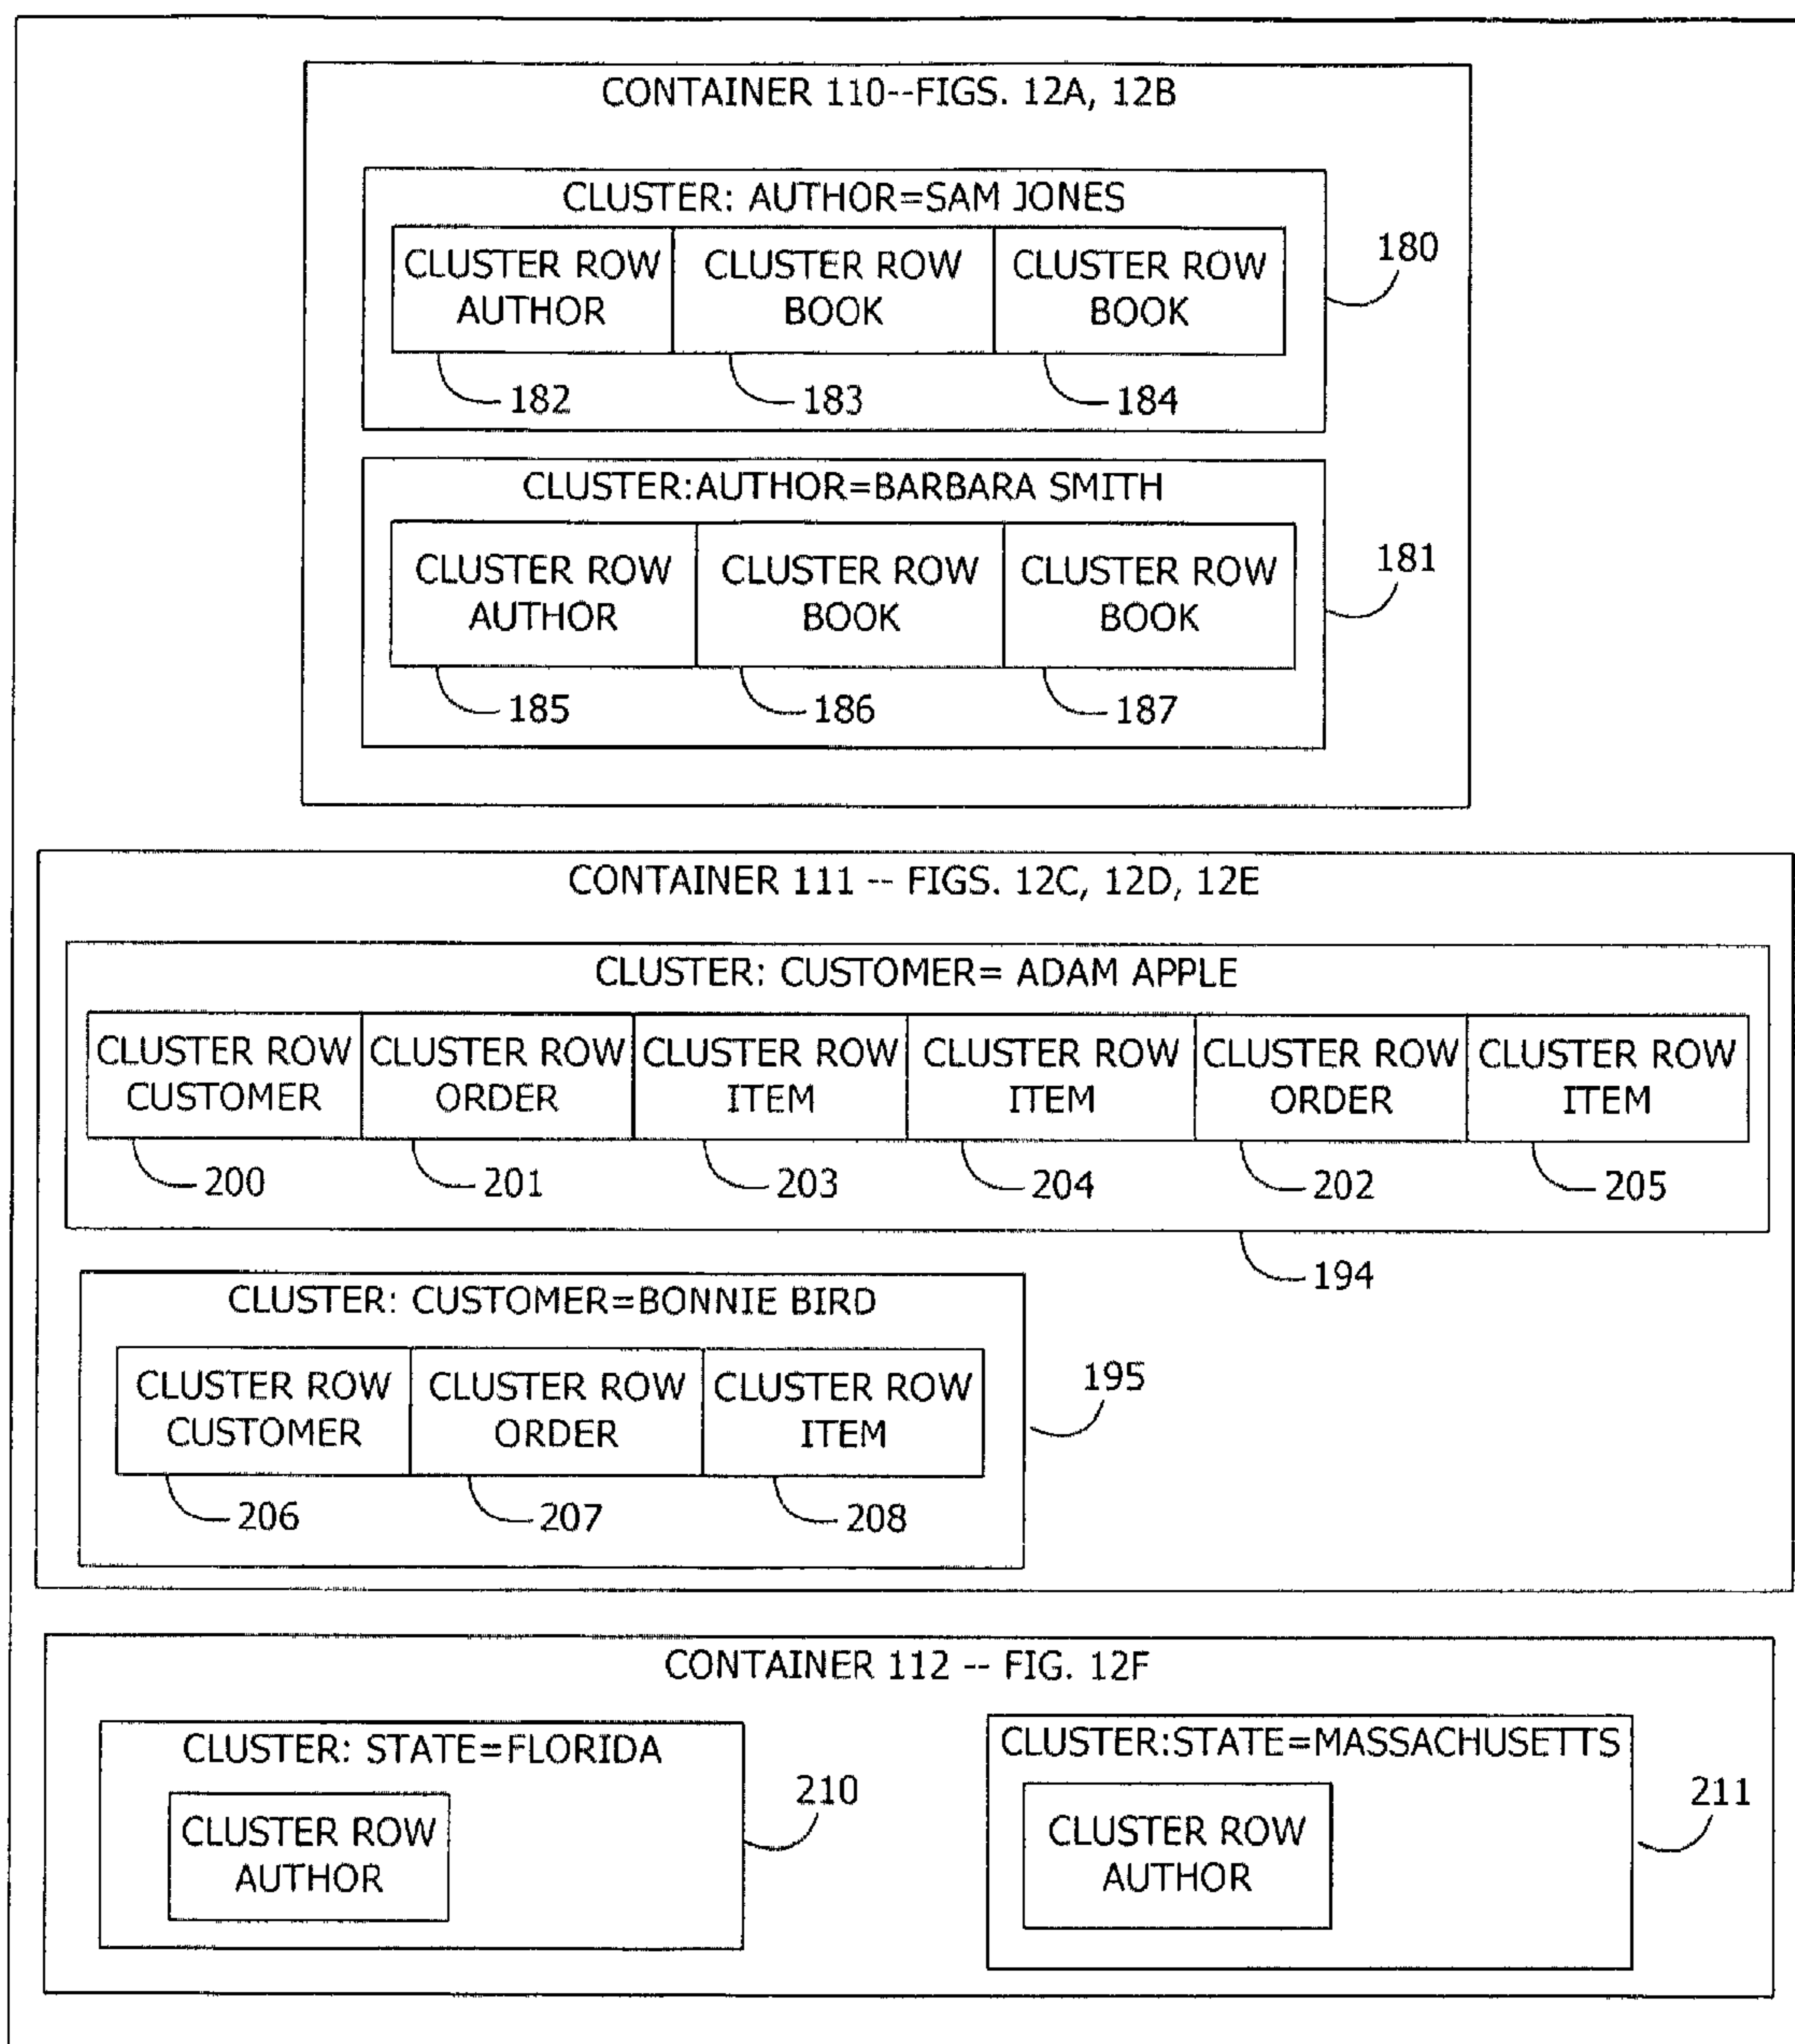 CONTAINER 110--FIGS. 12A, 12B
CLUSTER: AUTHOR=SAM JONES
CLUSTER ROW AUTHOR
CLUSTER ROW BOOK
CLUSTER ROW BOOK
180
182
183
184
CLUSTER:AUTHOR=BARBARA SMITH
CLUSTER ROW AUTHOR
CLUSTER ROW BOOK
CLUSTER ROW BOOK
181
185
186
187
CONTAINER 111 -- FIGS. 12C, 12D, 12E
CLUSTER: CUSTOMER= ADAM APPLE
CLUSTER ROW CUSTOMER
CLUSTER ROW ORDER
CLUSTER ROW ITEM
CLUSTER ROW ITEM
CLUSTER ROW ORDER
CLUSTER ROW ITEM
200
201
203
204
202
205
194
CLUSTER: CUSTOMER=BONNIE BIRD
CLUSTER ROW CUSTOMER
CLUSTER ROW ORDER
CLUSTER ROW ITEM
195
206
207
208
CONTAINER 112 -- FIG. 12F
CLUSTER: STATE=FLORIDA
CLUSTER ROW AUTHOR
210
CLUSTER:STATE=MASSACHUSETTS
CLUSTER ROW AUTHOR
211